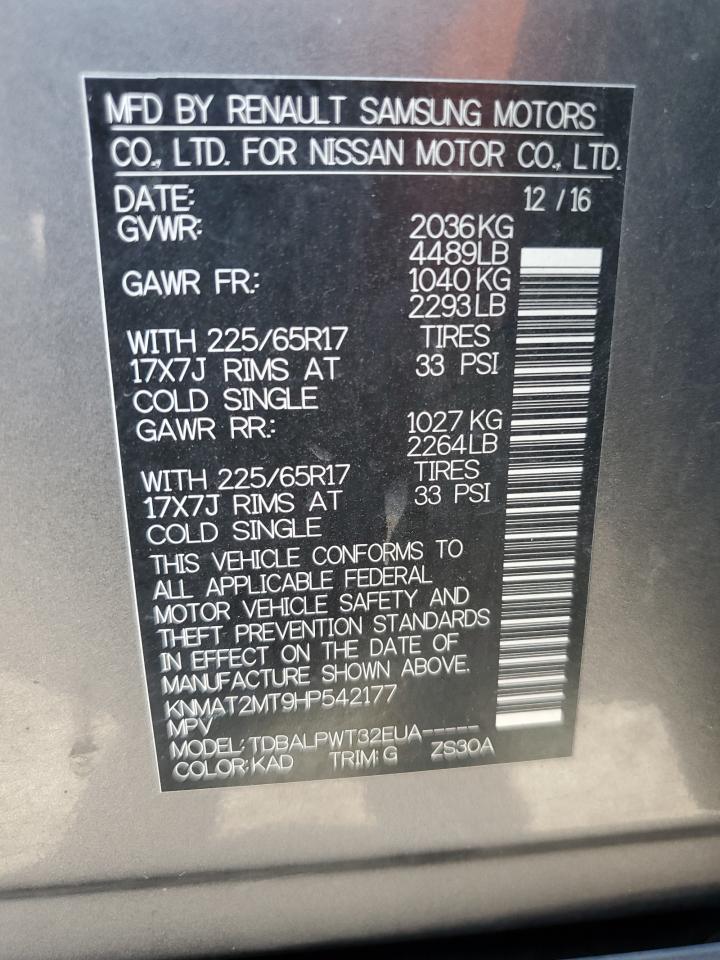 MFD BY RENAULT SAMSUNG MOTORS
CO., LTD. FOR NISSAN MOTOR CO., LTD.
DATE: 12 / 16
GVWR: 2036 KG
4489 LB
GAWR FR.: 1040 KG
2293 LB
WITH 225/65R17 TIRES
17X7J RIMS AT 33 PSI
COLD SINGLE
GAWR RR.: 1027 KG
2264 LB
WITH 225/65R17 TIRES
17X7J RIMS AT 33 PSI
COLD SINGLE
THIS VEHICLE CONFORMS TO
ALL APPLICABLE FEDERAL
MOTOR VEHICLE SAFETY AND
THEFT PREVENTION STANDARDS
IN EFFECT ON THE DATE OF
MANUFACTURE SHOWN ABOVE.
KNMAT2MT9HP542177
MPV
MODEL: TDBALPWT32EUA-----
COLOR: KAD TRIM: G ZS30A